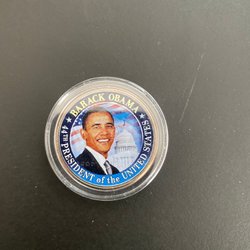 BARACK OBAMA
44TH PRESIDENT of the UNITED STATES